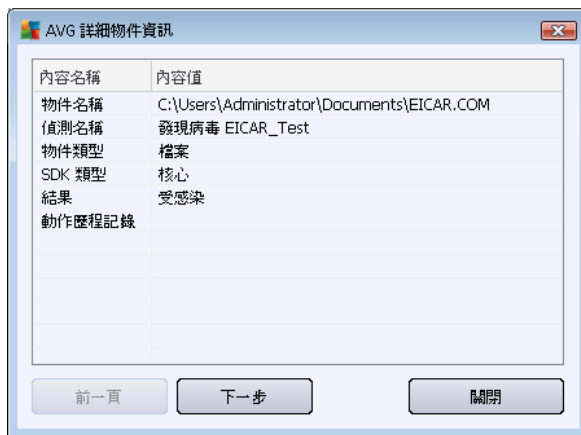 AVG 詳細物件資訊
內容名稱 內容值
物件名稱 C:\Users\Administrator\Documents\EICAR.COM
偵測名稱 發現病毒 EICAR_Test
物件類型 檔案
SDK 類型 核心
結果 受感染
動作歷程記錄
前一頁 下一步 關閉